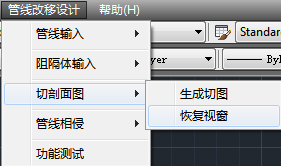 管线改移设计 帮助(H)
管线输入
Standard
阻隔体输入
yer
ByL
切剖面图
生成切图
恢复视窗
管线相侵
功能测试